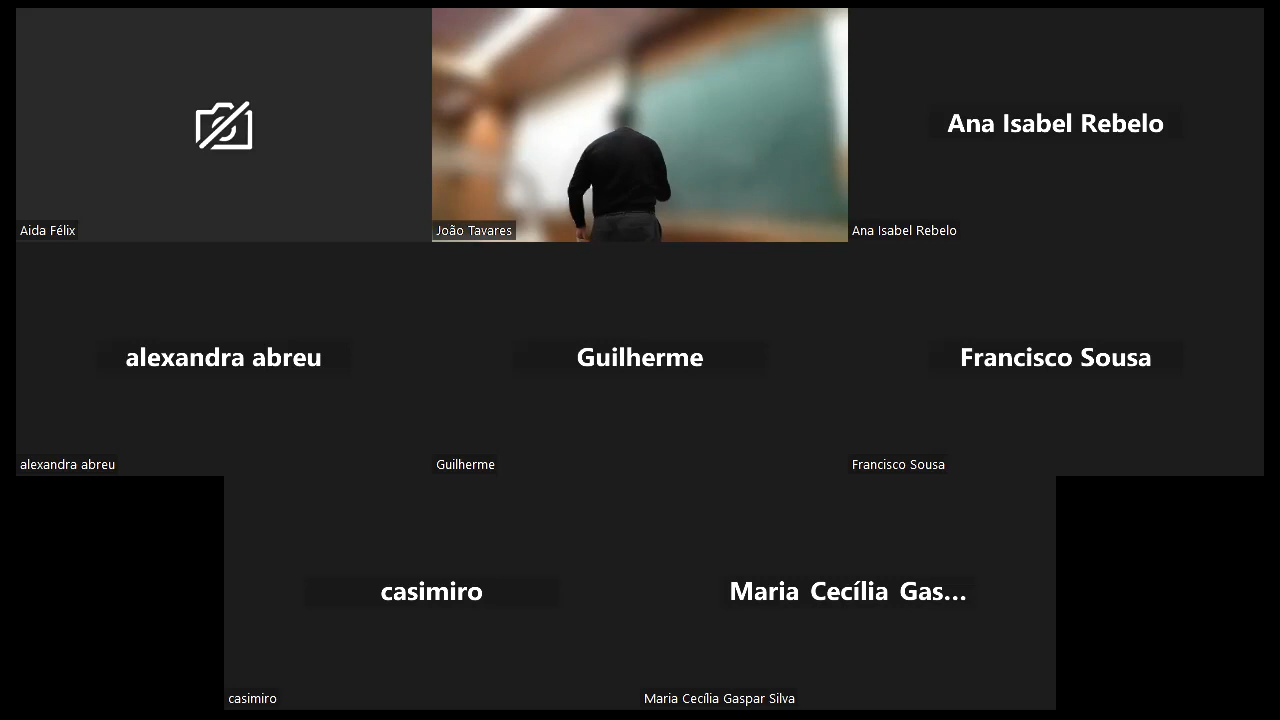 Aida Félix
João Tavares
Ana Isabel Rebelo
Ana Isabel Rebelo
alexandra abreu
alexandra abreu
Guilherme
Guilherme
Francisco Sousa
Francisco Sousa
casimiro
casimiro
Maria Cecília Gas...
Maria Cecília Gaspar Silva